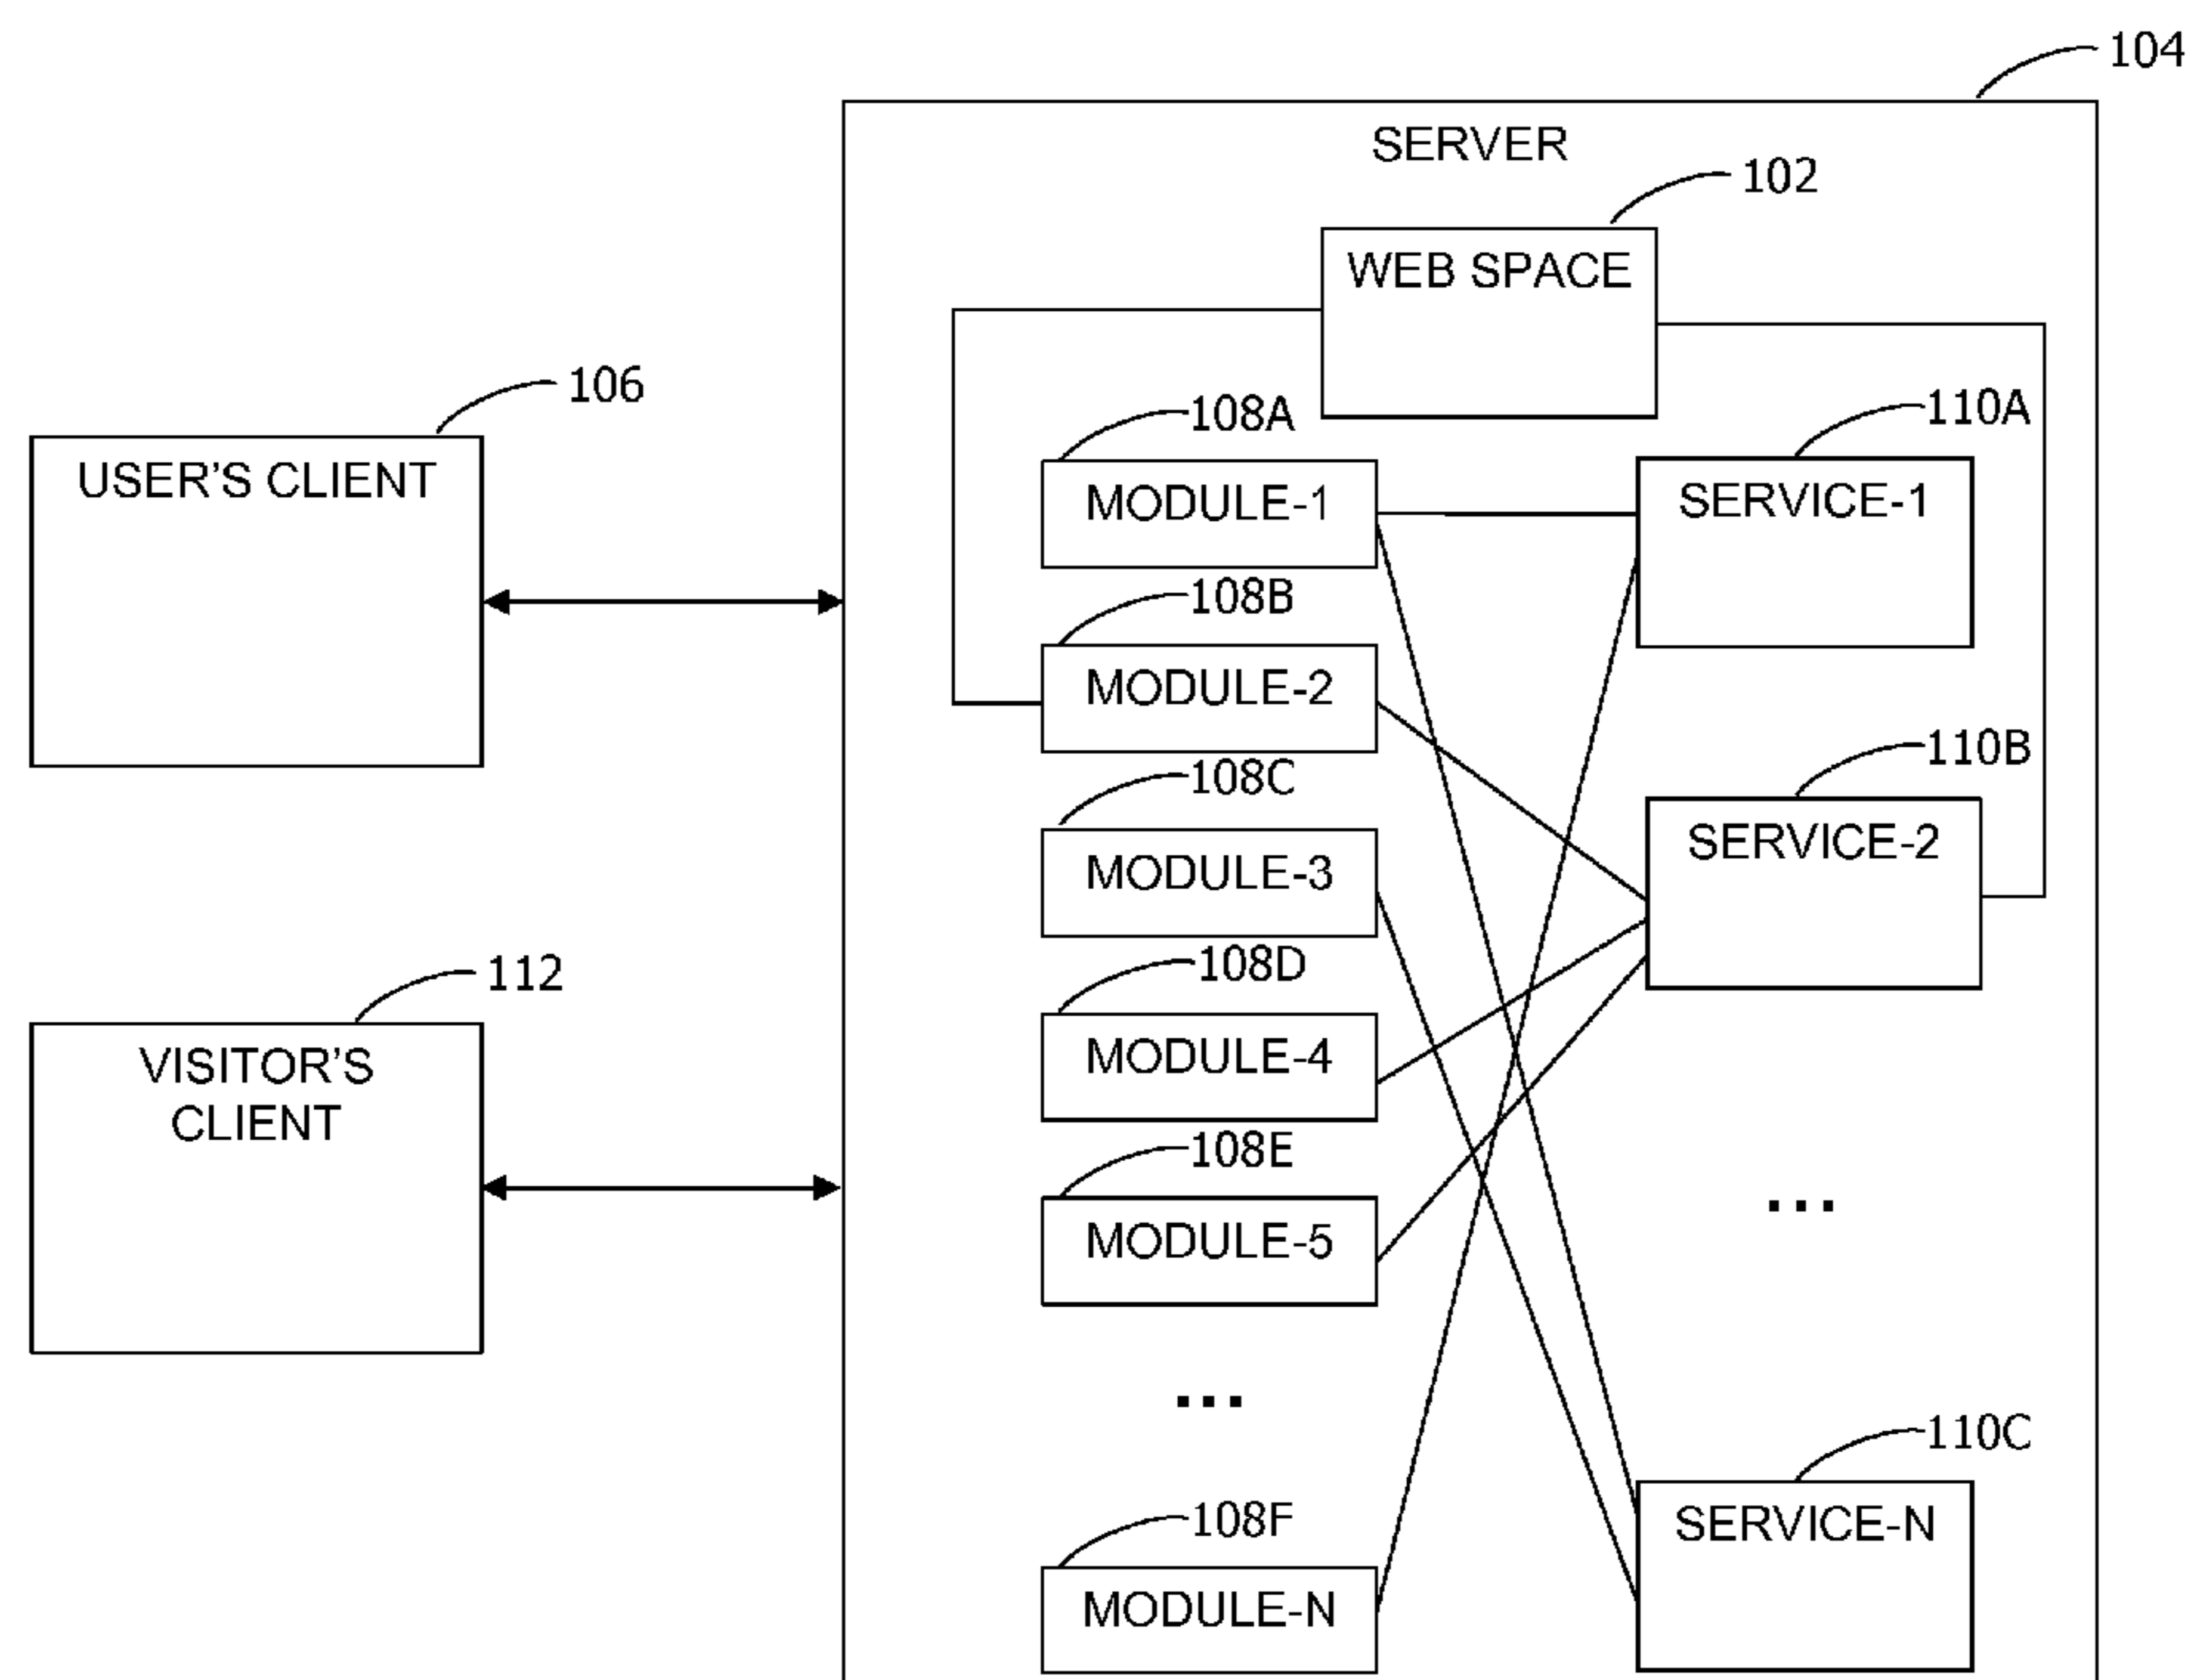 104
SERVER
102
WEB SPACE
106
USER'S CLIENT
108A
MODULE-1
110A
SERVICE-1
108B
MODULE-2
108C
MODULE-3
110B
SERVICE-2
112
VISITOR'S
CLIENT
108D
MODULE-4
108E
MODULE-5
...
...
108F
MODULE-N
110C
SERVICE-N